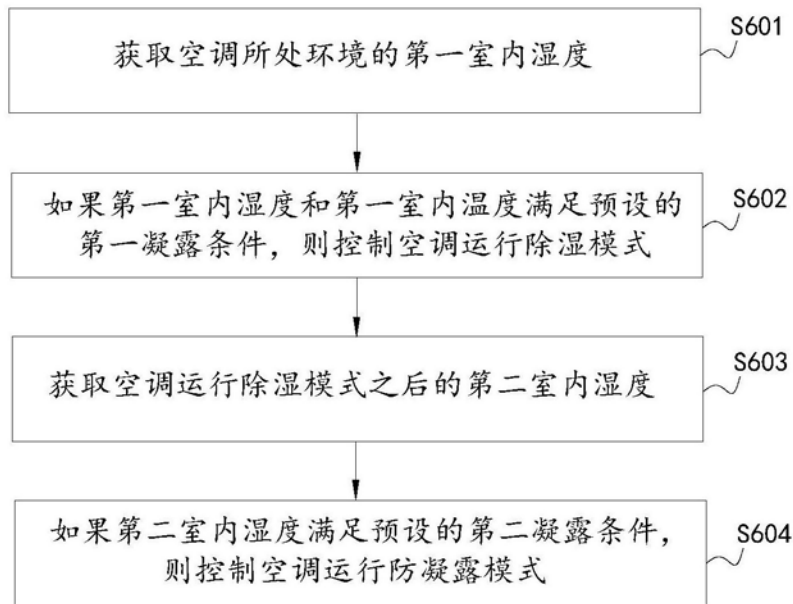 获取空调所处环境的第一室内湿度
S601
如果第一室内湿度和第一室内温度满足预设的
第一凝露条件，则控制空调运行除湿模式
S602
获取空调运行除湿模式之后的第二室内湿度
S603
如果第二室内湿度满足预设的第二凝露条件，
则控制空调运行防凝露模式
S604